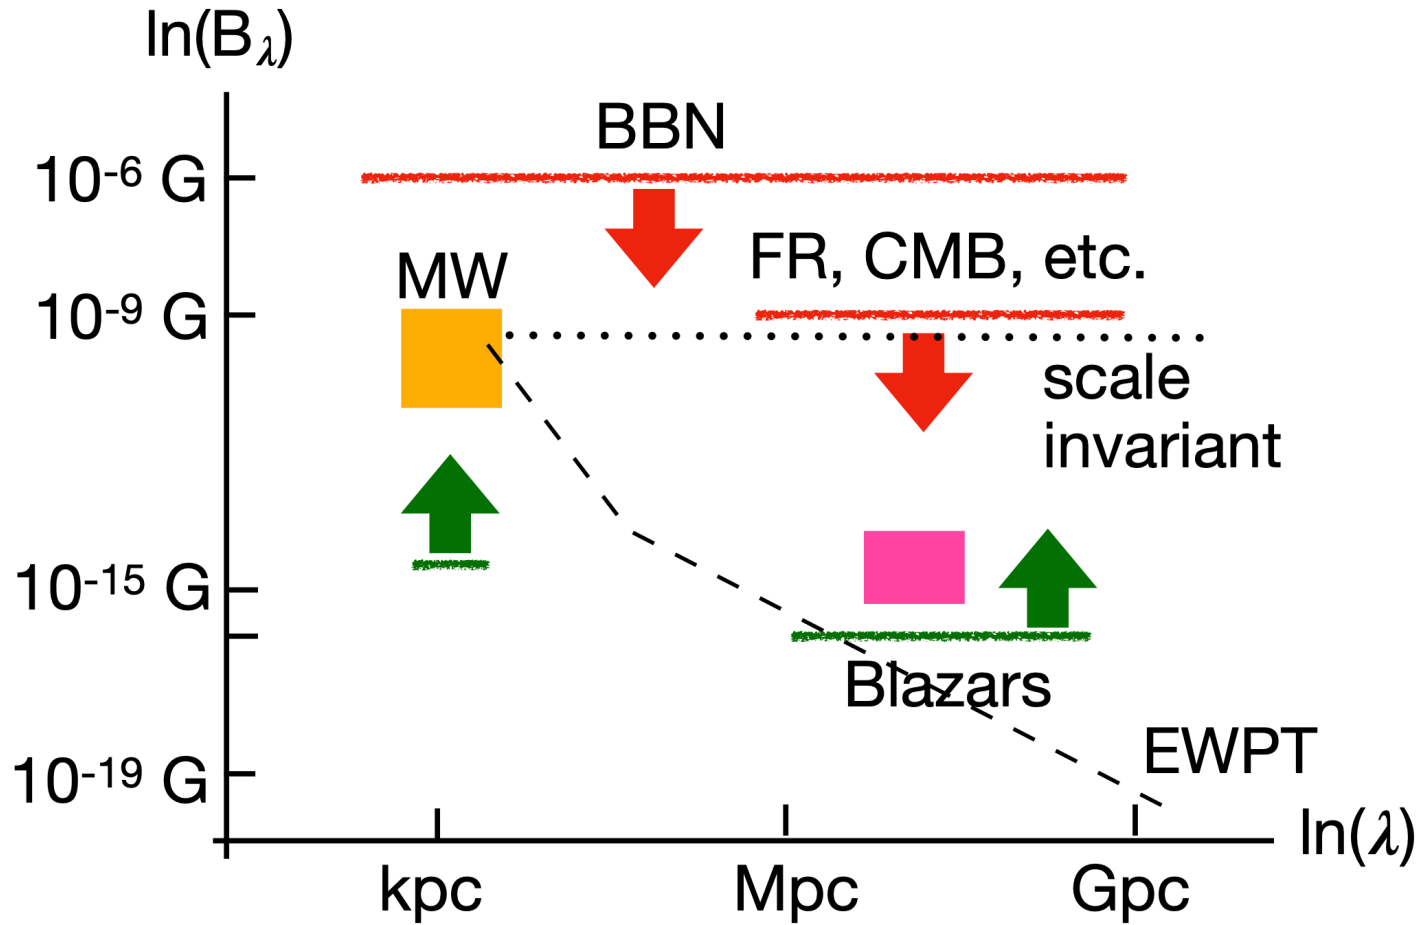 ln(Bλ)
BBN
10-6 G
FR, CMB, etc.
MW
10-9 G
scale
invariant
10-15 G
Blazars
EWPT
10-19 G
ln(λ)
kpc Mpc Gpc